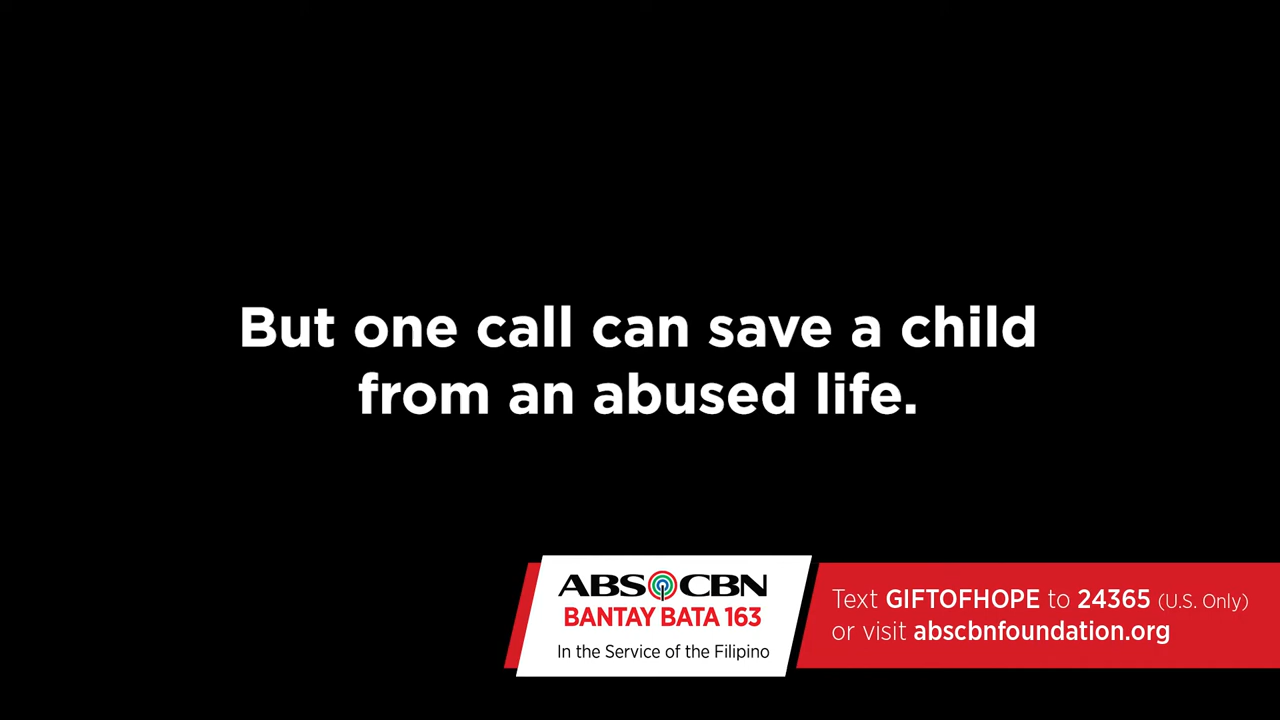 But one call can save a child
from an abused life.
ABS CBN
BANTAY BATA 163
In the Service of the Filipino
Text GIFTOFHOPE to 24365 (U.S. Only)
or visit abscbnfoundation.org